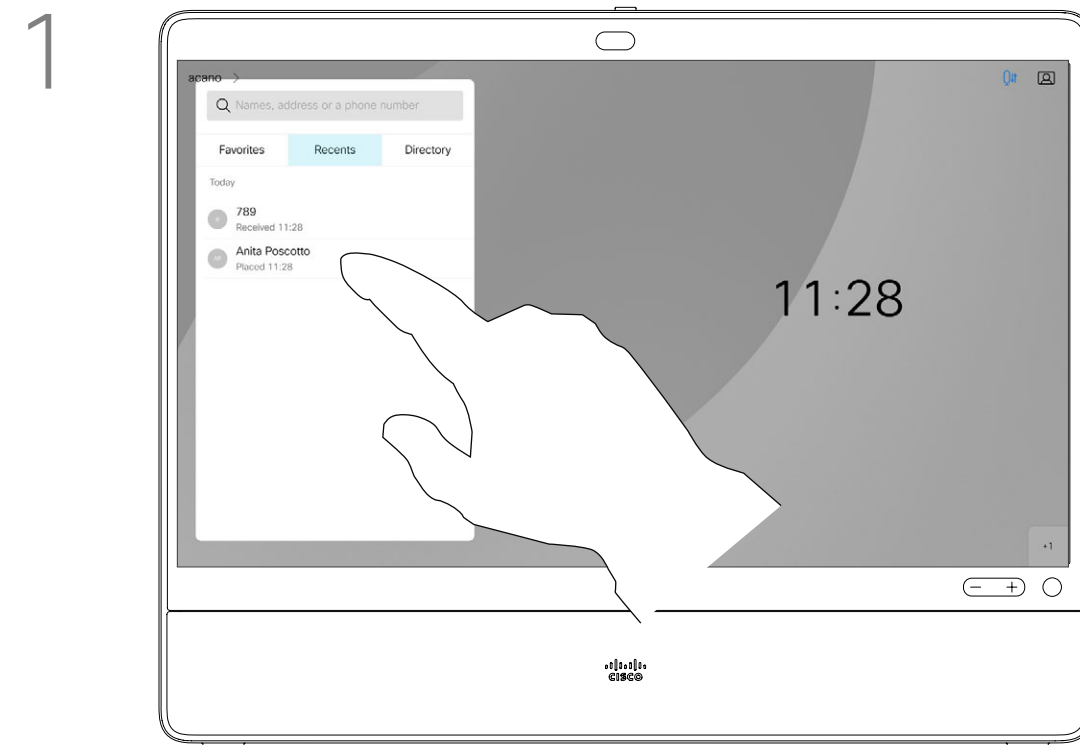 1
acano >
Names, address or a phone number
Favorites Recents Directory
Today
789
Received 11:28
Anita Poscotto
Placed 11:28
11:28
+1
− +
CISCO